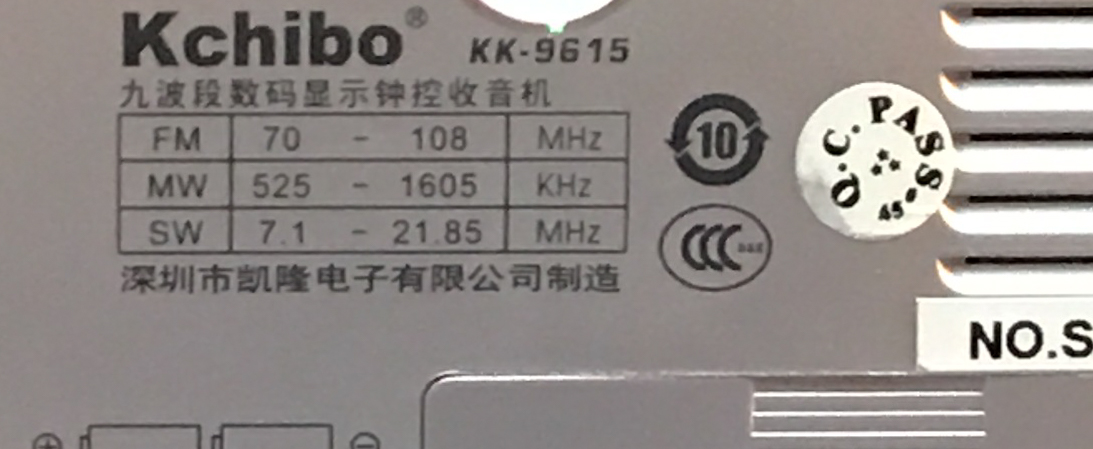 Kchibo® KK-9615
九波段数码显示钟控收音机
FM 70 - 108 MHz
MW 525 - 1605 KHz
SW 7.1 - 21.85 MHz
深圳市凯隆电子有限公司制造
10
CCC
Q.C. PASS
45
NO.S